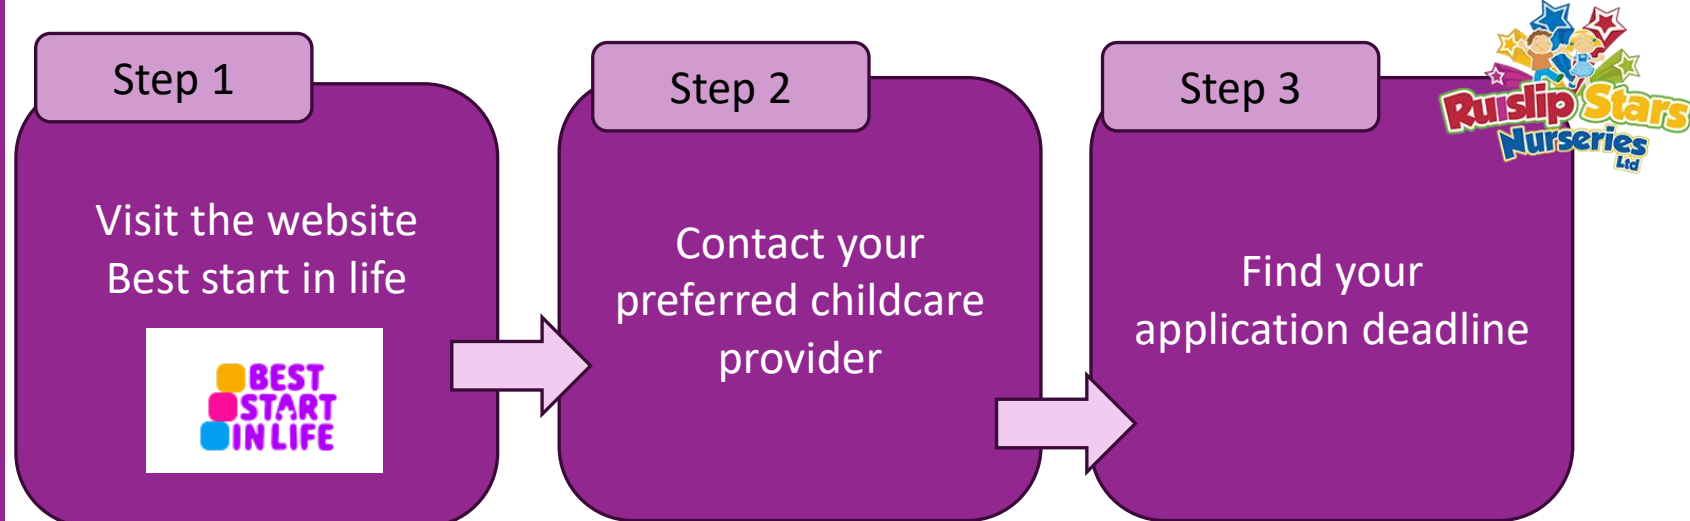 Step 1
Visit the website
Best start in life
BEST
START
IN LIFE
Step 2
Contact your
preferred childcare
provider
Step 3
Find your
application deadline
Ruislip Stars
Nurseries
Ltd